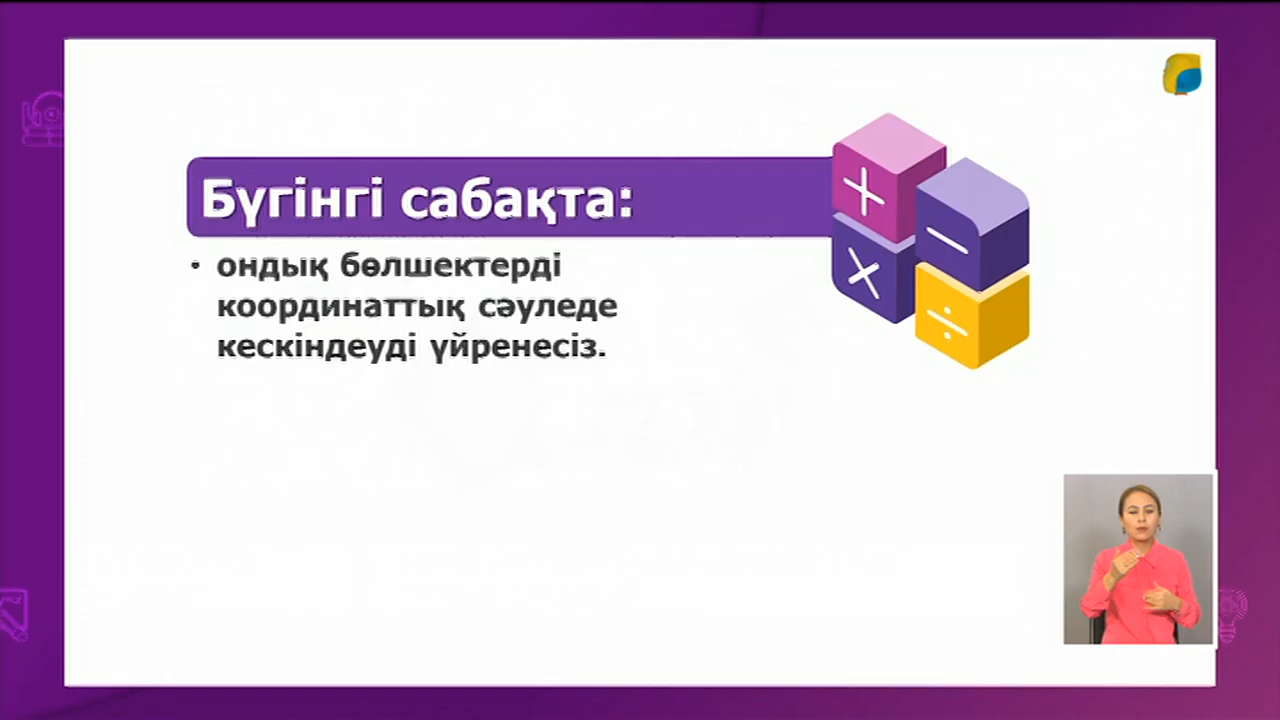 Бүгінгі сабақта:
• ондық бөлшектерді
координаттық сәуледе
кескіндеуді үйренесіз.